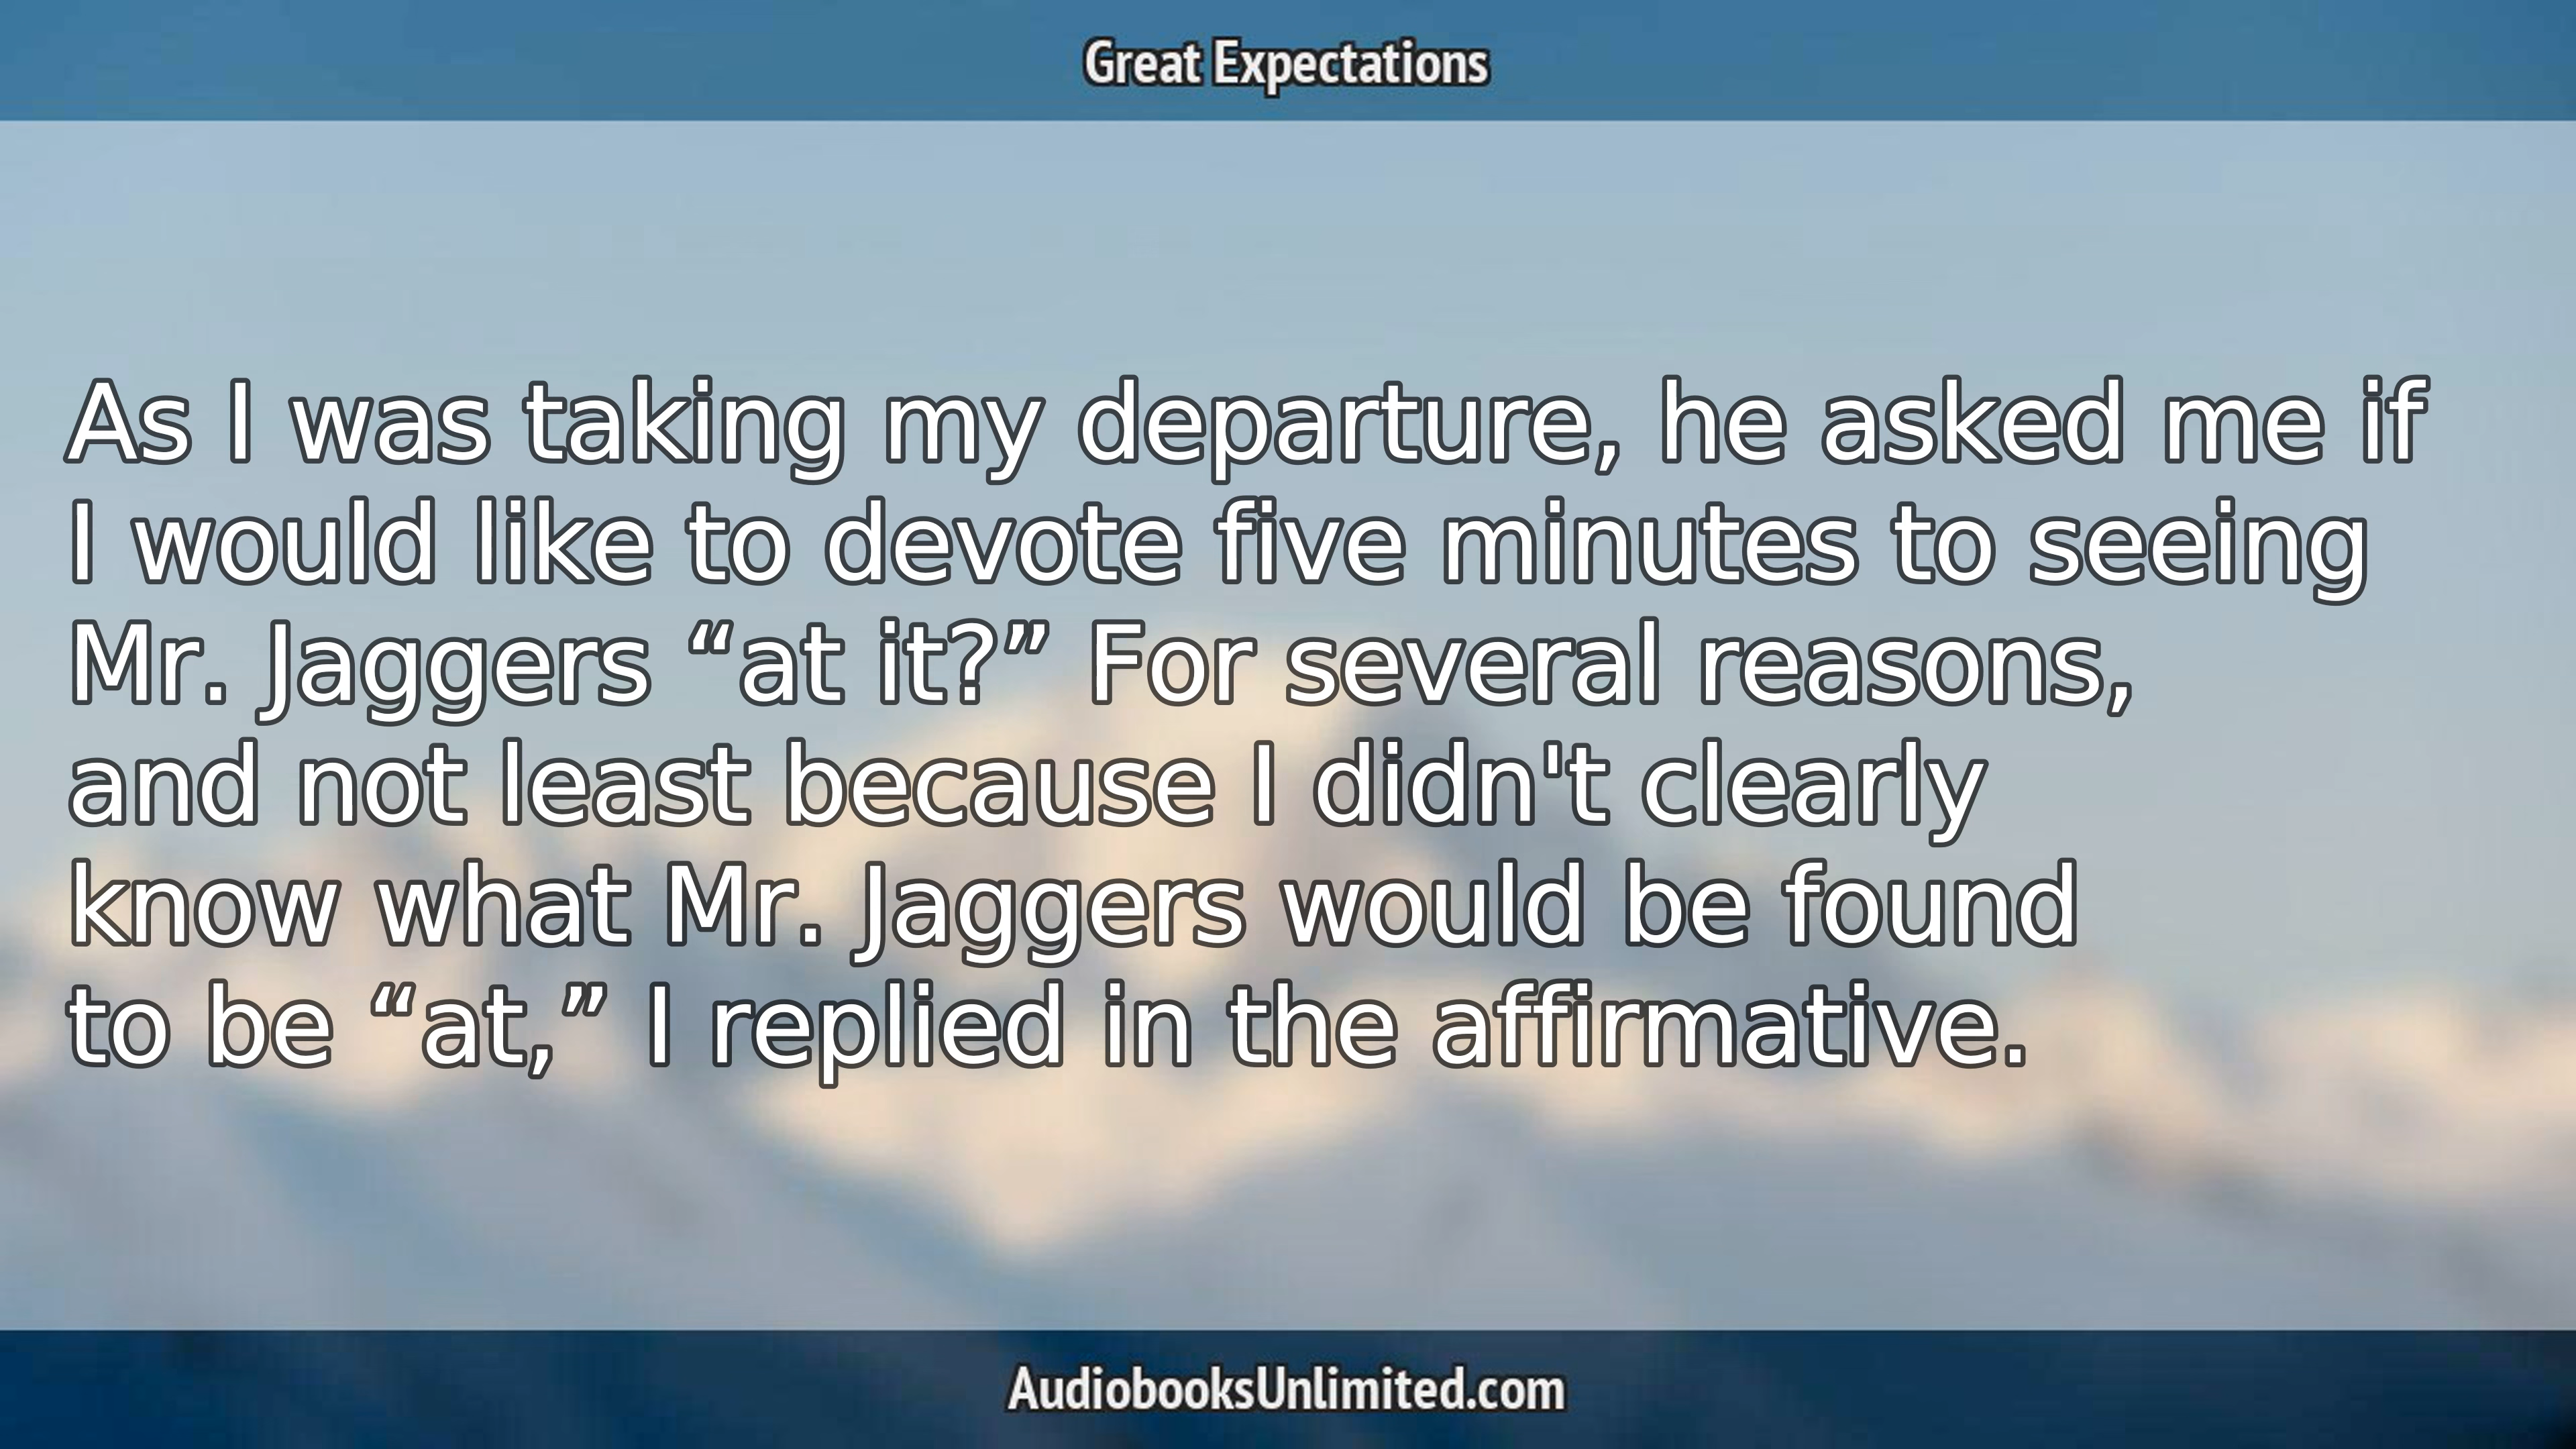 Great Expectations
As I was taking my departure, he asked me if
I would like to devote five minutes to seeing
Mr. Jaggers “at it?” For several reasons,
and not least because I didn't clearly
know what Mr. Jaggers would be found
to be “at,” I replied in the affirmative.
AudiobooksUnlimited.com